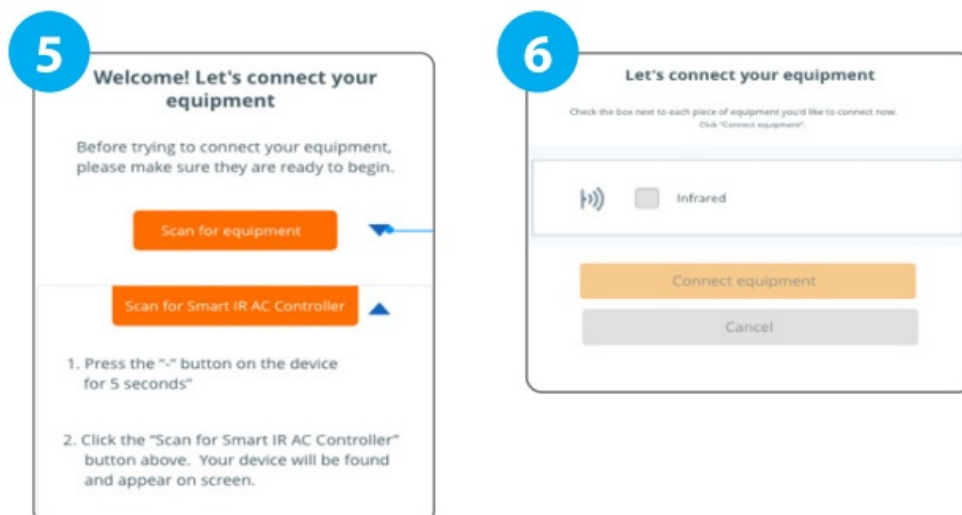 5
Welcome! Let's connect your
equipment
Before trying to connect your equipment,
please make sure they are ready to begin.
Scan for equipment
Scan for Smart IR AC Controller
1. Press the "-" button on the device
for 5 seconds"
2. Click the "Scan for Smart IR AC Controller"
button above. Your device will be found
and appear on screen.
6
Let's connect your equipment
Check the box next to each piece of equipment you'd like to connect now.
Click "Connect equipment".
Infrared
Connect equipment
Cancel